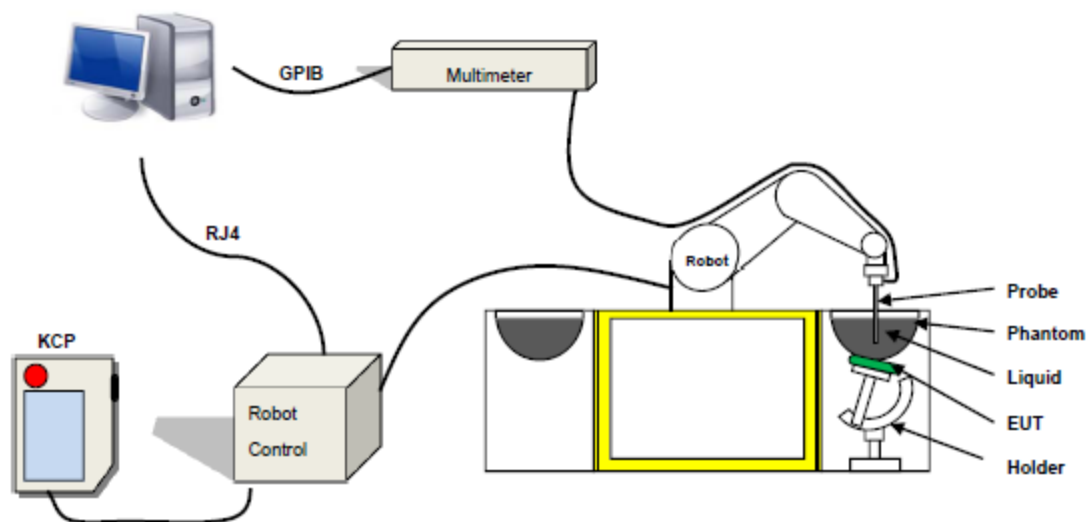 GPIB
Multimeter
RJ4
Robot
Probe
Phantom
KCP
Liquid
Robot
Control
EUT
Holder